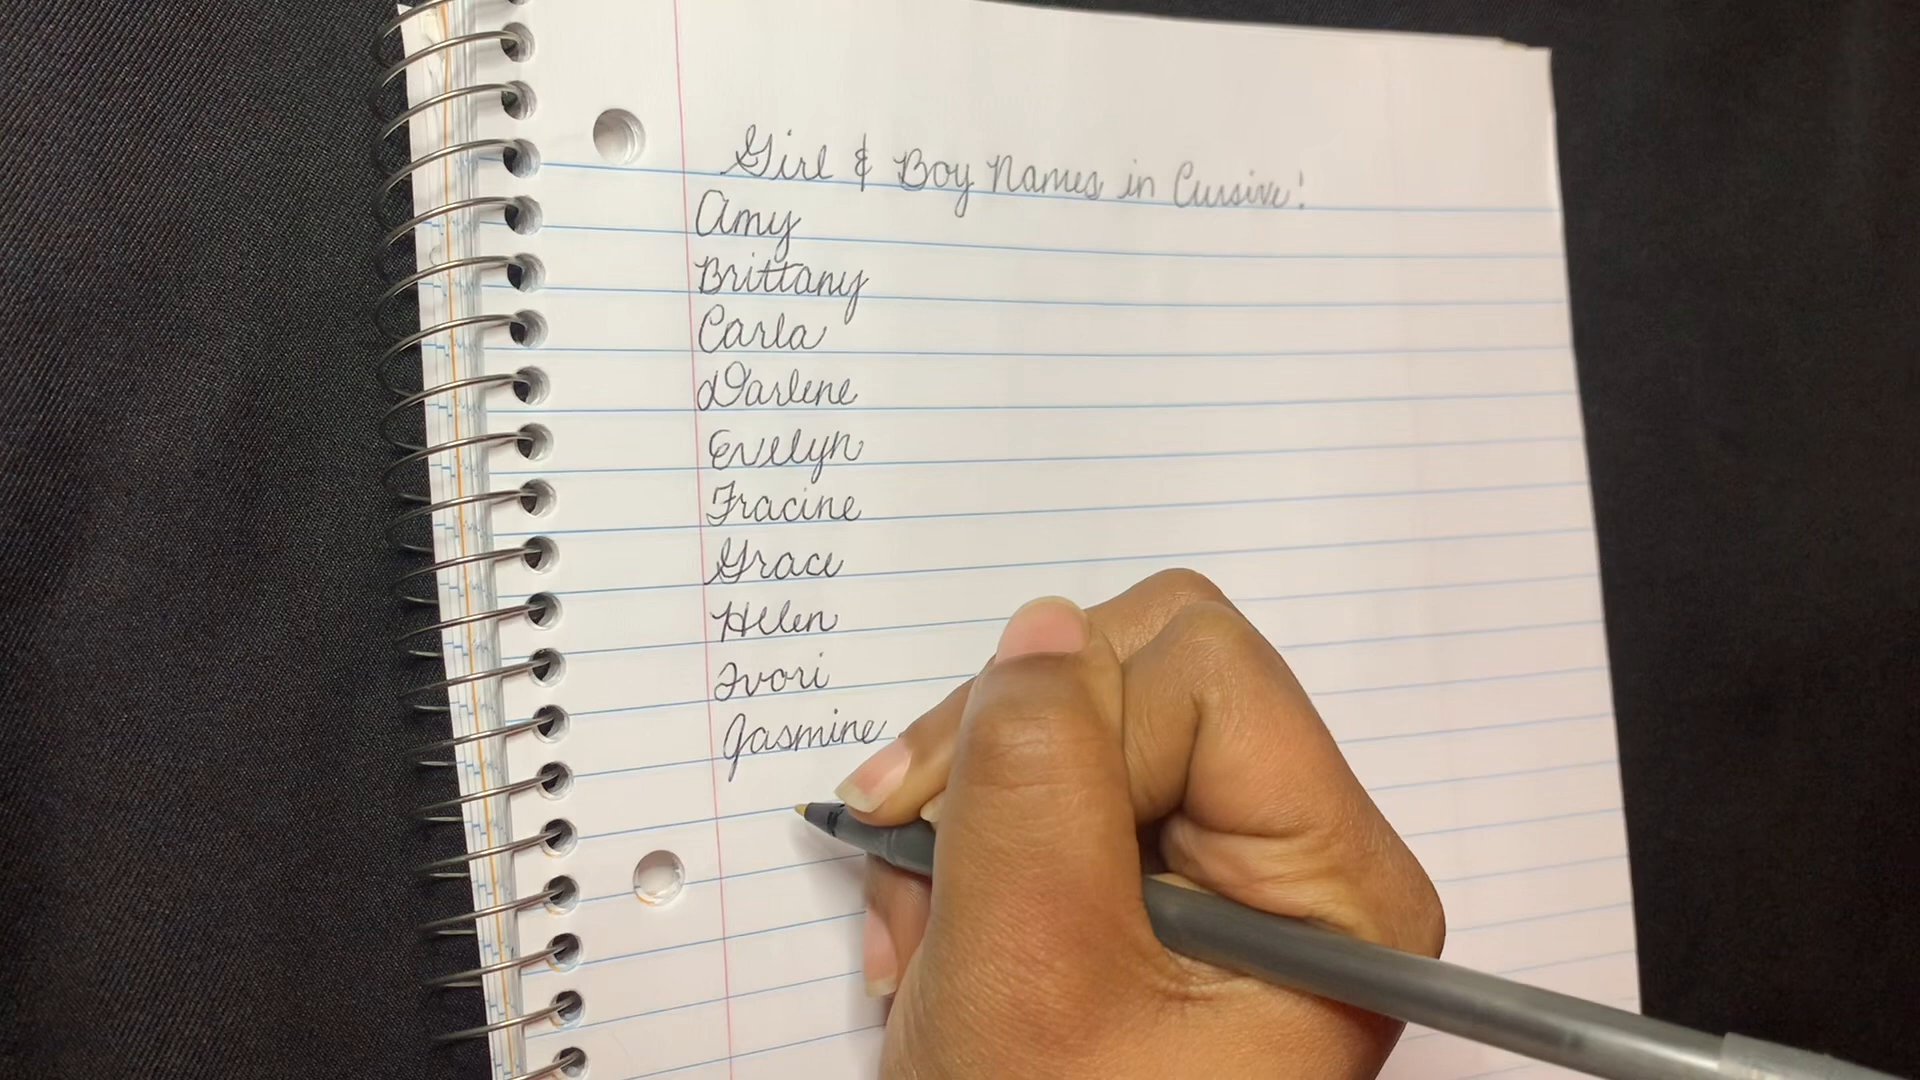 Girl & Boy Names in Cursive!
Amy
Brittany
Carla
Darlene
Evelyn
Fracine
Grace
Helen
Ivori
Jasmine